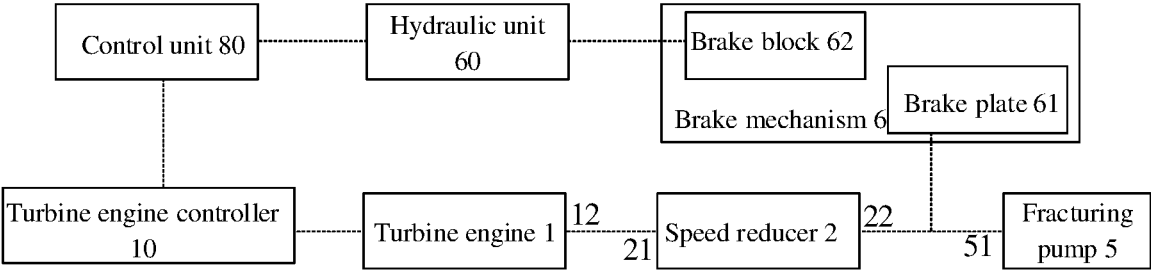 Control unit 80
Hydraulic unit
60
Brake block 62
Brake plate 61
Brake mechanism 6
Turbine engine controller
10
Turbine engine 1
12
21
Speed reducer 2
22
51
Fracturing
pump 5